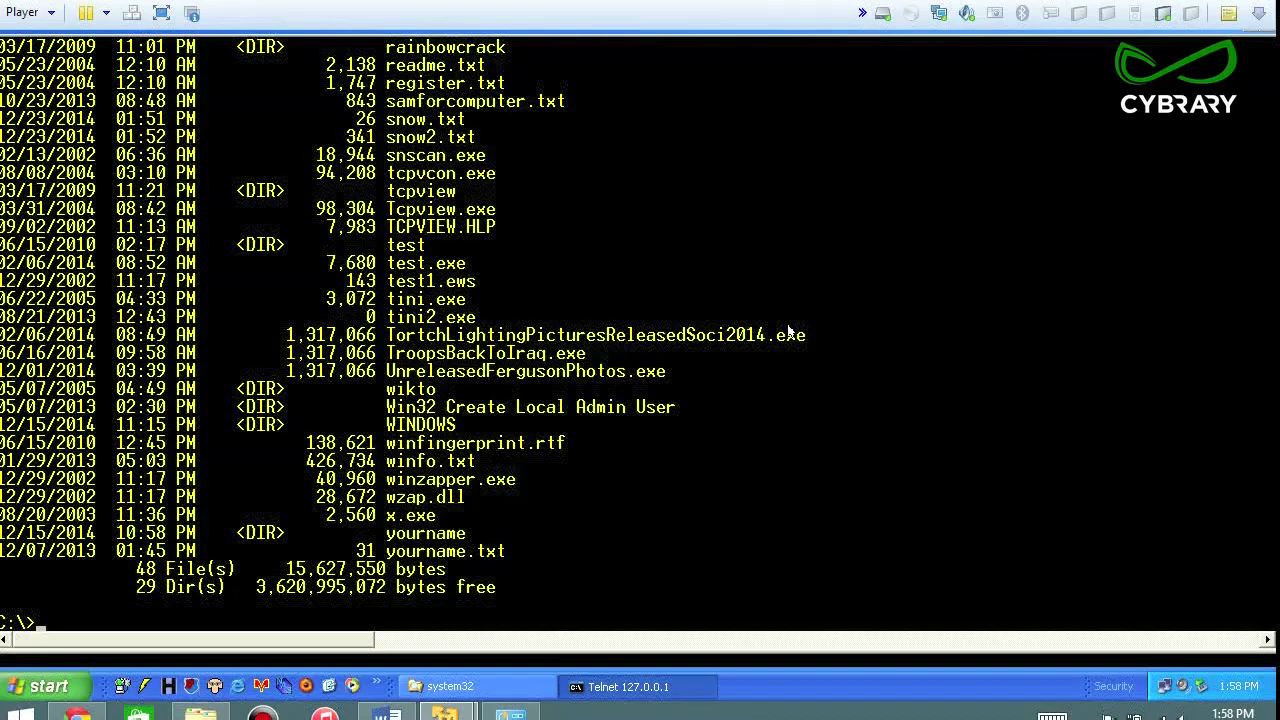 Player
03/17/2009 11:01 PM <DIR> rainbowcrack
05/23/2004 12:10 AM 2,138 readme.txt
05/23/2004 12:10 AM 1,747 register.txt
10/23/2013 08:48 AM 843 samforcomputer.txt
12/23/2014 01:51 PM 26 snow.txt
12/23/2014 01:52 PM 341 snow2.txt
02/13/2002 06:36 AM 18,944 snscan.exe
08/08/2004 03:10 PM 94,208 tcpvcon.exe
03/17/2009 11:21 PM <DIR> tcpview
03/31/2004 08:42 AM 98,304 Tcpview.exe
09/02/2002 11:13 AM 7,983 TCPVIEW.HLP
06/15/2010 02:17 PM <DIR> test
02/06/2014 08:52 AM 7,680 test.exe
12/29/2002 11:17 PM 143 test1.ews
06/22/2005 04:33 PM 3,072 tini.exe
08/21/2013 12:43 PM 0 tini2.exe
02/06/2014 08:49 AM 1,317,066 TortchLightingPicturesReleasedSoci2014.exe
06/16/2014 09:58 AM 1,317,066 TroopsBackToIraq.exe
12/01/2014 03:39 PM 1,317,066 UnreleasedFergusonPhotos.exe
05/07/2005 04:49 AM <DIR> wikto
05/07/2013 02:30 PM <DIR> Win32 Create Local Admin User
12/15/2014 11:15 PM <DIR> WINDOWS
06/15/2010 12:45 PM 138,621 winfingerprint.rtf
01/29/2013 05:03 PM 426,734 winfo.txt
12/29/2002 11:17 PM 40,960 winzapper.exe
12/29/2002 11:17 PM 28,672 wzap.dll
08/20/2003 11:36 PM 2,560 x.exe
12/15/2014 10:58 PM <DIR> yourname
12/07/2013 01:45 PM 31 yourname.txt
48 File(s) 15,627,550 bytes
29 Dir(s) 3,620,995,072 bytes free
C:\>
CYBRARY
start system32 Telnet 127.0.0.1 Security 1:58 PM
1:58 PM